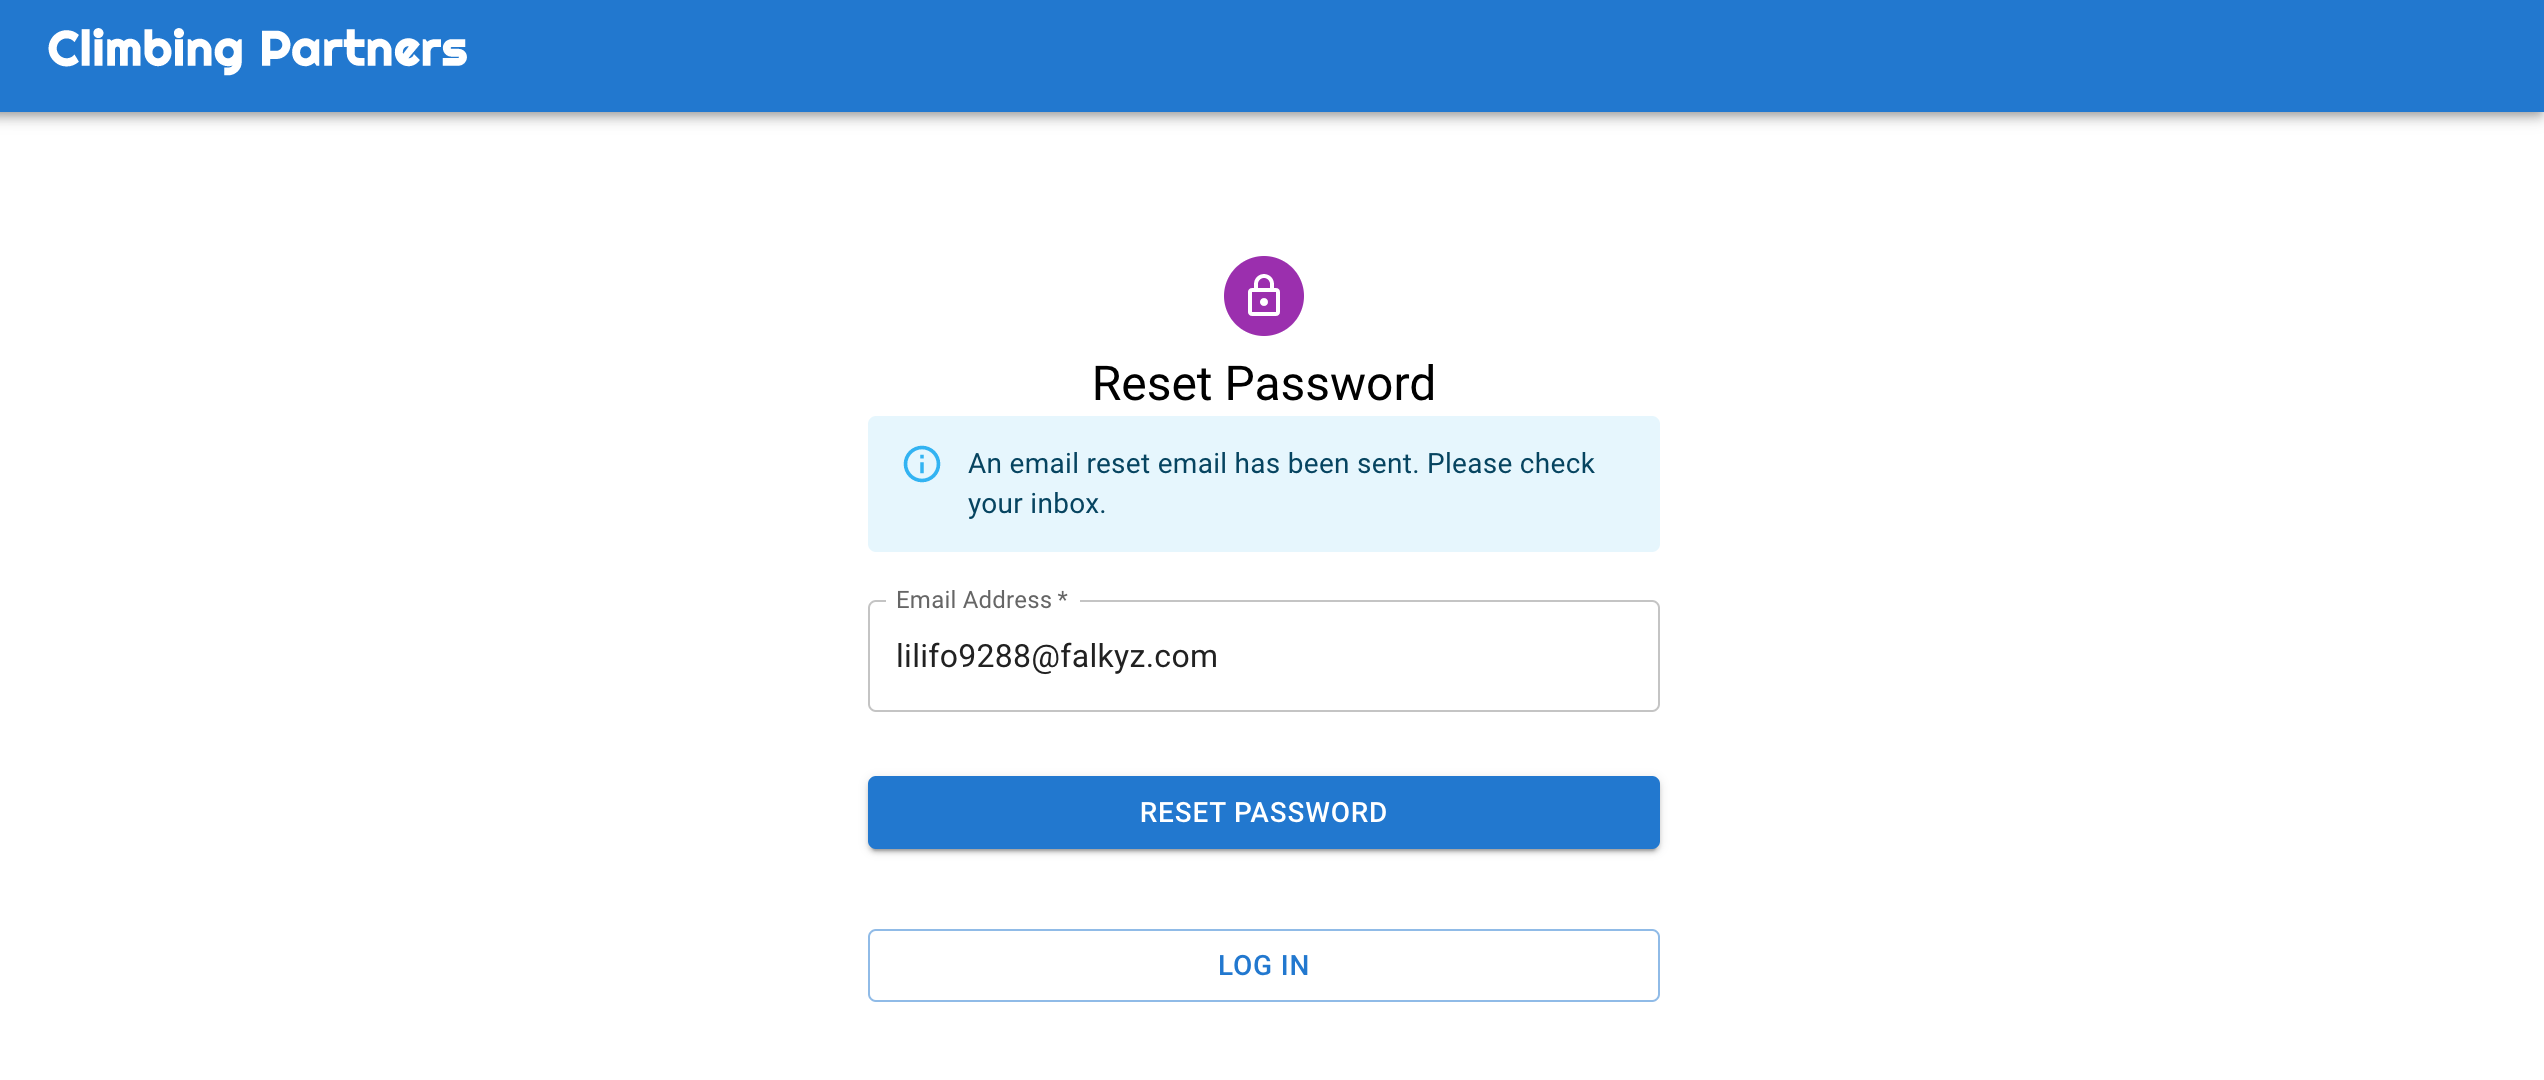 Climbing Partners
Reset Password
An email reset email has been sent. Please check
your inbox.
Email Address *
lilifo9288@falkyz.com
RESET PASSWORD
LOG IN